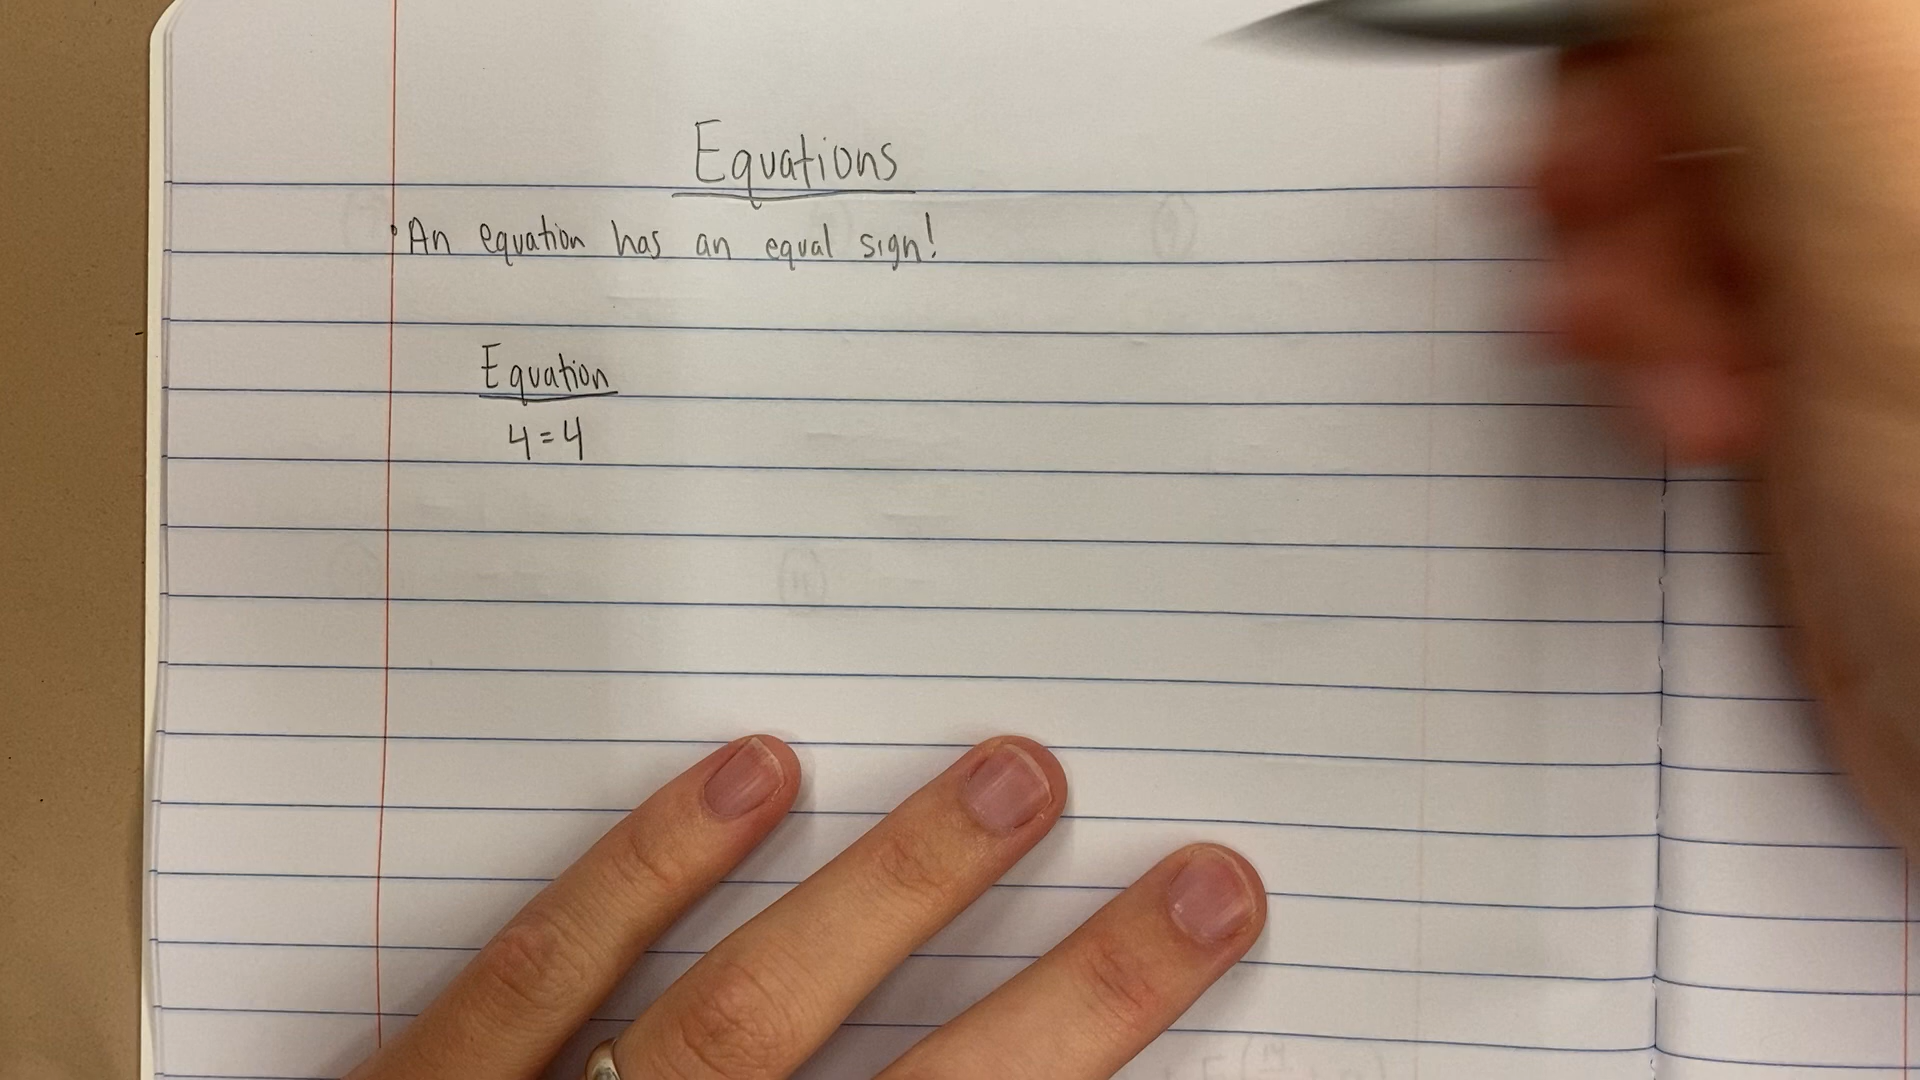 Equations
• An equation has an equal sign!
Equation
4 = 4